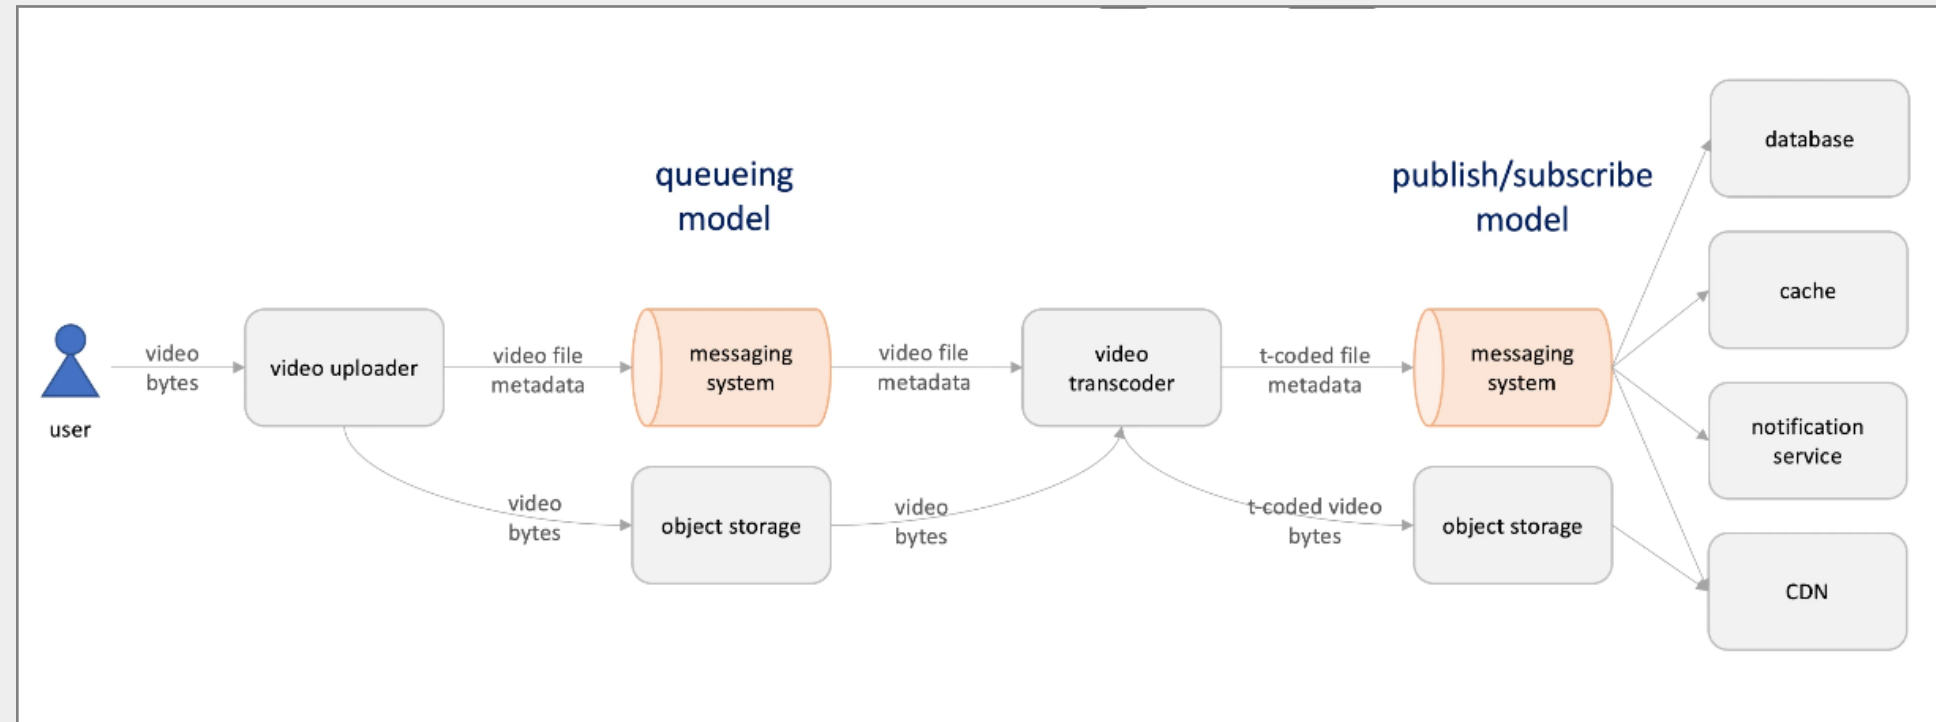 queueing
model
publish/subscribe
model
user
video
bytes
video uploader
video file
metadata
messaging
system
video file
metadata
video
transcoder
t-coded file
metadata
messaging
system
video
bytes
object storage
video
bytes
t-coded video
bytes
object storage
database
cache
notification
service
CDN